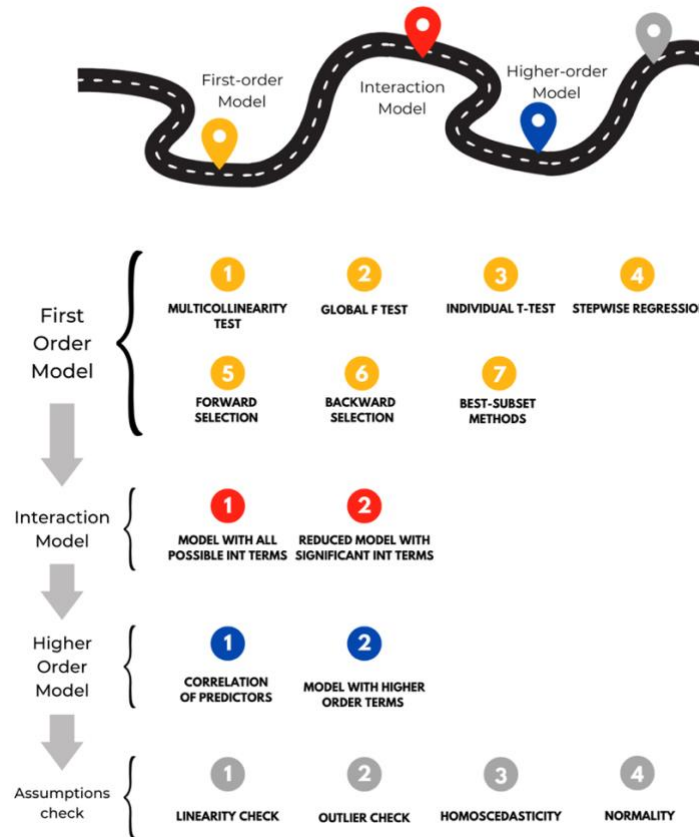 First-order
Model
Interaction
Model
Higher-order
Model
First
Order
Model
1
2
3
4
MULTICOLLINEARITY
TEST
GLOBAL F TEST
INDIVIDUAL T-TEST
STEPWISE REGRESSION
5
6
7
FORWARD
SELECTION
BACKWARD
SELECTION
BEST-SUBSET
METHODS
Interaction
Model
1
2
MODEL WITH ALL
POSSIBLE INT TERMS
REDUCED MODEL WITH
SIGNIFICANT INT TERMS
Higher
Order
Model
1
2
CORRELATION
OF PREDICTORS
MODEL WITH HIGHER
ORDER TERMS
Assumptions
check
1
2
3
4
LINEARITY CHECK
OUTLIER CHECK
HOMOSCEDASTICITY
NORMALITY